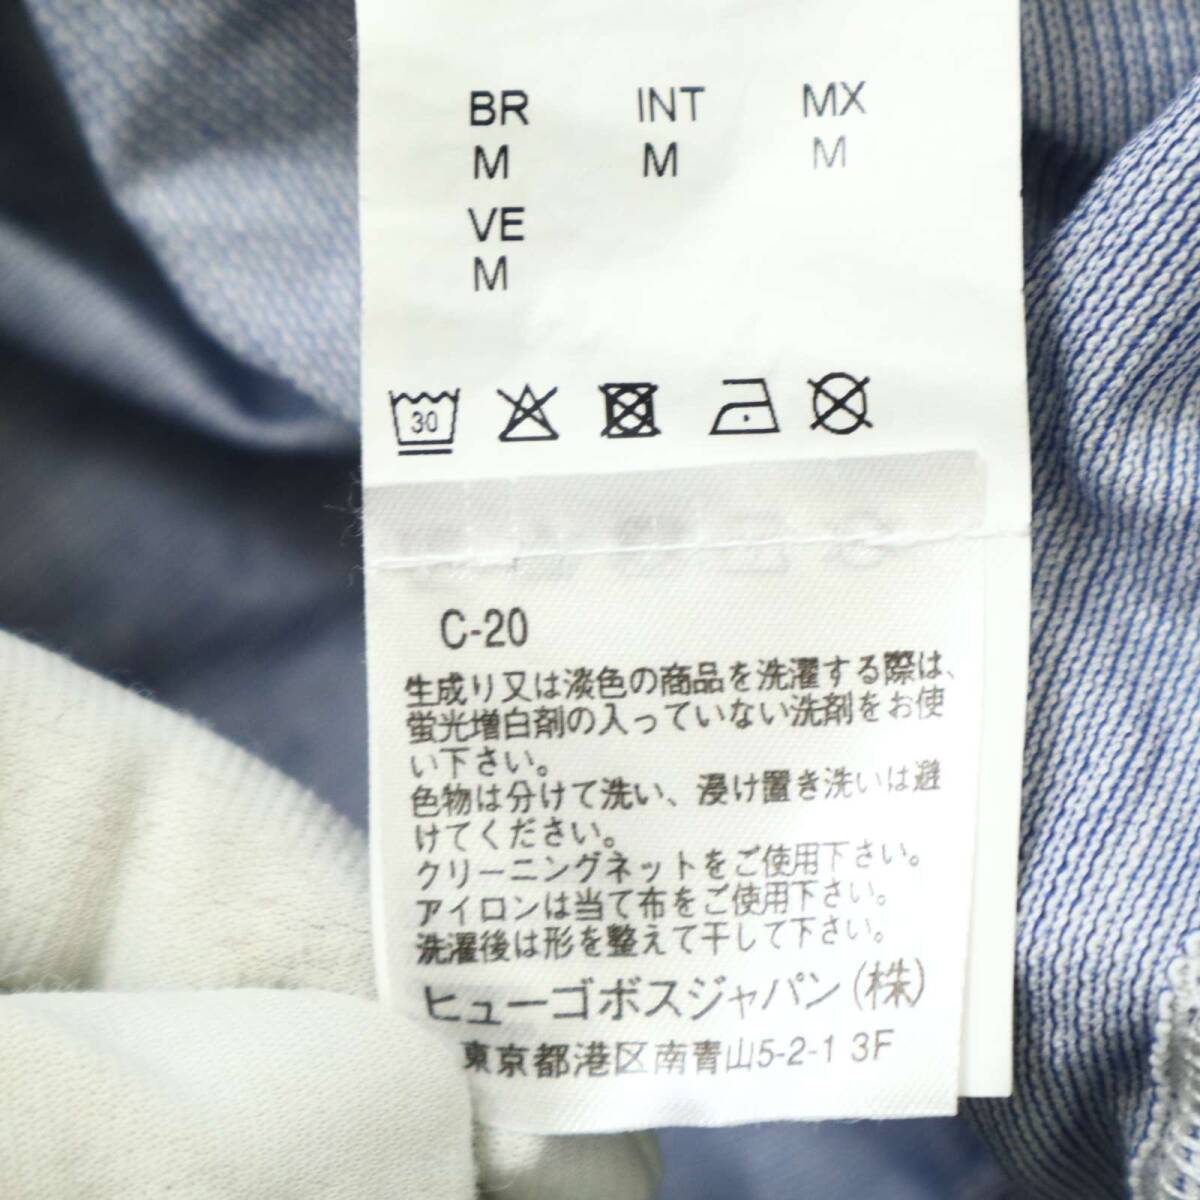 BR INT MX
M M M
VE
M
30
C-20
生成り又は淡色の商品を洗濯する際は、
蛍光増白剤の入っていない洗剤をお使
い下さい。
色物は分けて洗い、浸け置き洗いは避
けてください。
クリーニングネットをご使用下さい。
アイロンは当て布をご使用下さい。
洗濯後は形を整えて干して下さい。
ヒューゴボスジャパン(株)
東京都港区南青山5-2-1 3F